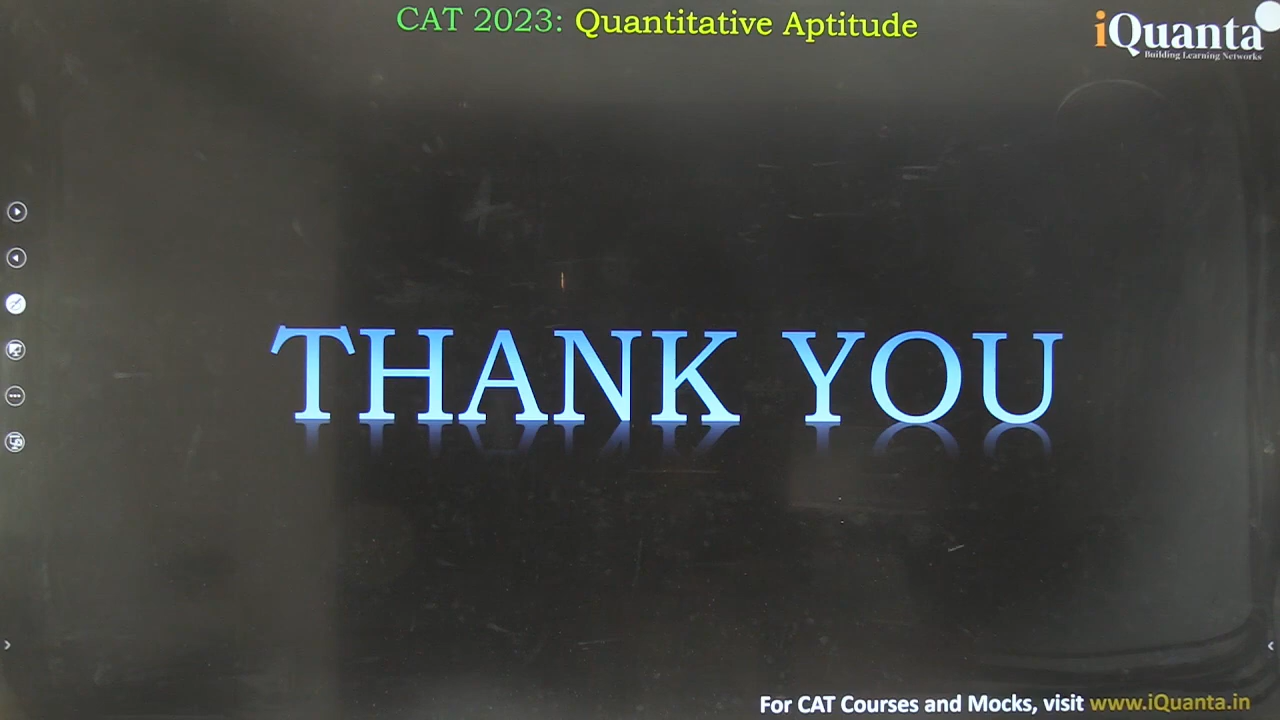 CAT 2023: Quantitative Aptitude
iQuanta
Building Learning Networks
THANK YOU
For CAT Courses and Mocks, visit www.iQuanta.in